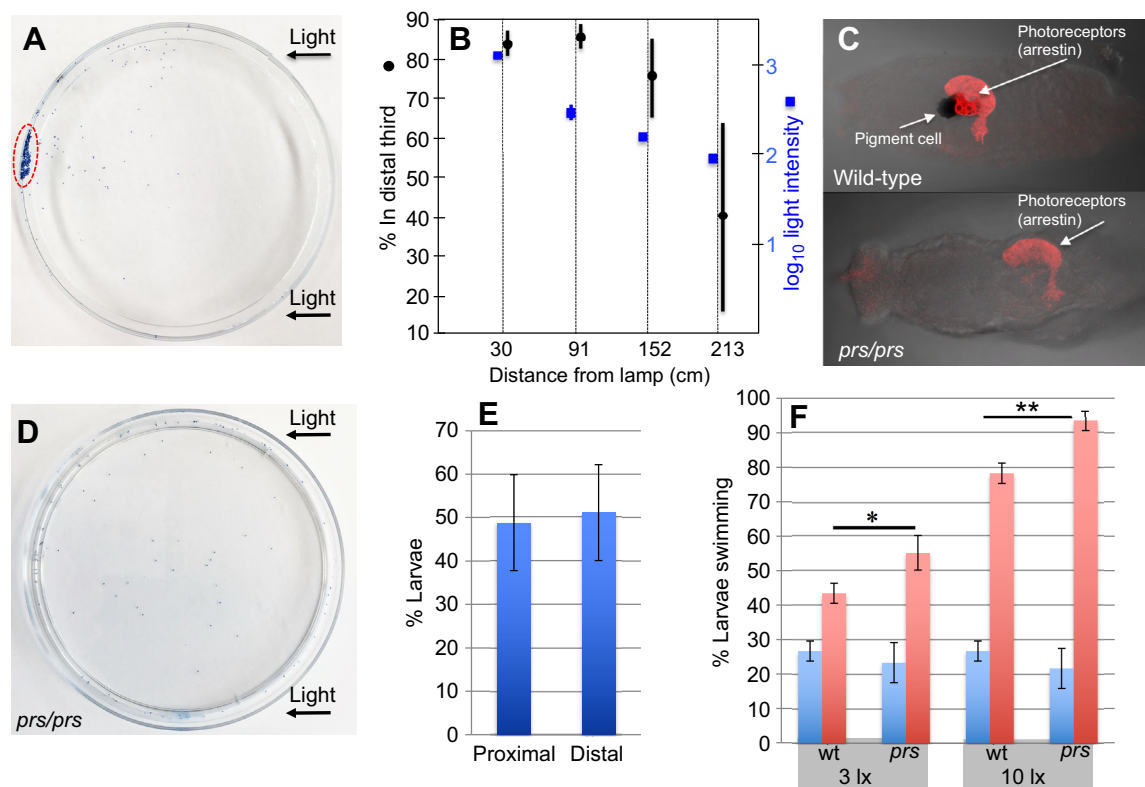 A
Light
Light
B
% In distal third
90
80
70
60
50
40
30
20
10
3
2
1
log10 light intensity
30 91 152 213
Distance from lamp (cm)
C
Photoreceptors
(arrestin)
Pigment cell
Wild-type
Photoreceptors
(arrestin)
prs/prs
D
Light
Light
prs/prs
E
% Larvae
70
60
50
40
30
20
10
0
Proximal Distal
F
% Larvae swimming
100
90
80
70
60
50
40
30
20
10
0
*
**
wt prs wt prs
3 lx 10 lx